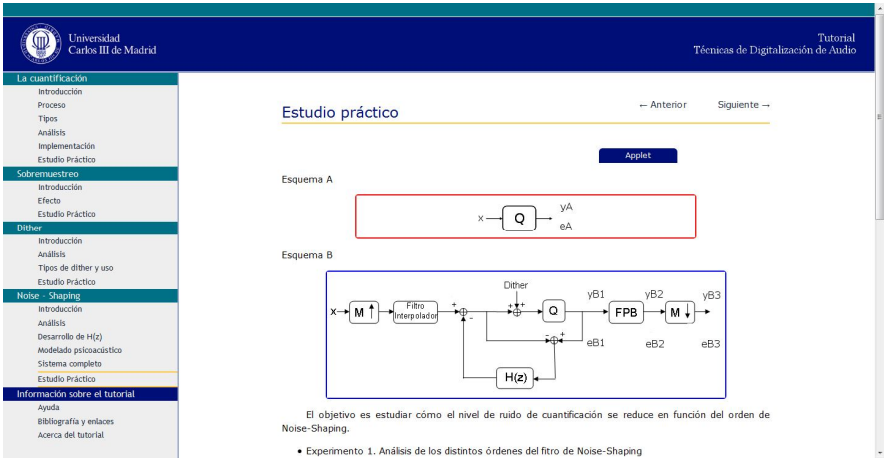 Universidad
Carlos III de Madrid
Tutorial
Técnicas de Digitalización de Audio
La cuantificación
Introducción
Proceso
Tipos
Análisis
Implementación
Estudio Práctico
Sobremuestreo
Introducción
Efecto
Estudio Práctico
Dither
Introducción
Análisis
Tipos de dither y uso
Estudio Práctico
Noise - Shaping
Introducción
Análisis
Desarrollo de H(z)
Modelado psicoacústico
Sistema completo
Estudio Práctico
Información sobre el tutorial
Ayuda
Bibliografía y enlaces
Acerca del tutorial
Estudio práctico
← Anterior Siguiente →
Applet
Esquema A
x Q yA
eA
Esquema B
Dither
x M ↑ Filtro Interpolador + - + + Q yB1 FPB yB2 M ↓ yB3
- + eB1 eB2 eB3
H(z)
El objetivo es estudiar cómo el nivel de ruido de cuantificación se reduce en función del orden de
Noise-Shaping.
• Experimento 1. Análisis de los distintos órdenes del fitro de Noise-Shaping